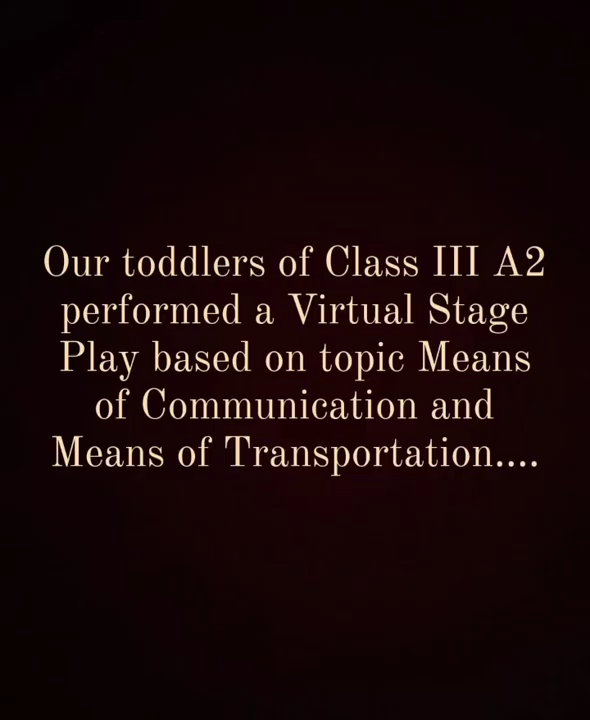 Our toddlers of Class III A2
performed a Virtual Stage
Play based on topic Means
of Communication and
Means of Transportation....